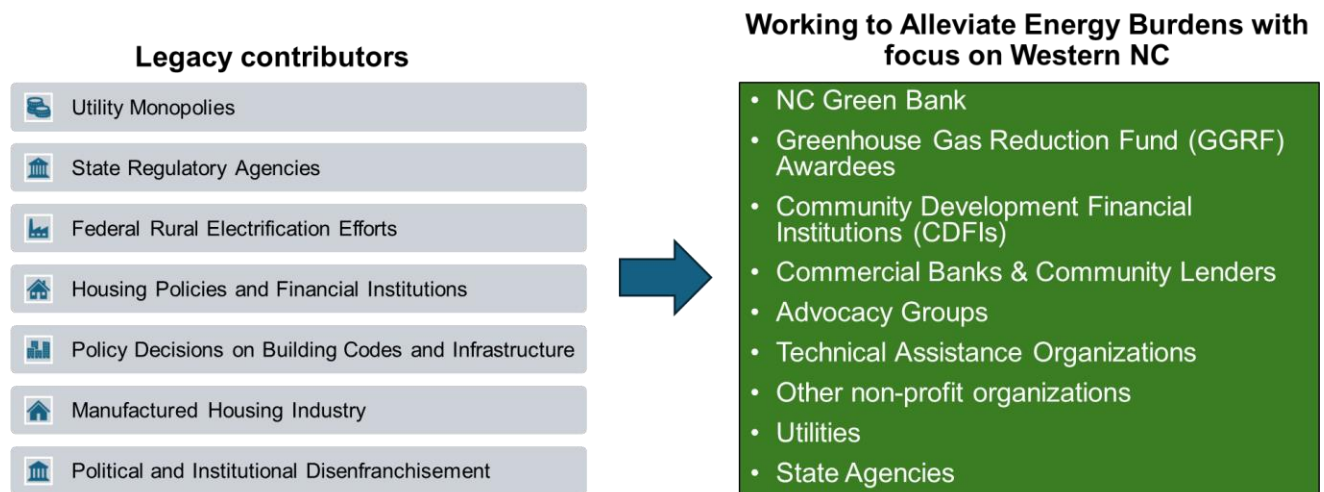 Legacy contributors
Utility Monopolies
State Regulatory Agencies
Federal Rural Electrification Efforts
Housing Policies and Financial Institutions
Policy Decisions on Building Codes and Infrastructure
Manufactured Housing Industry
Political and Institutional Disenfranchisement
Working to Alleviate Energy Burdens with
focus on Western NC
• NC Green Bank
• Greenhouse Gas Reduction Fund (GGRF)
Awardees
• Community Development Financial
Institutions (CDFIs)
• Commercial Banks & Community Lenders
• Advocacy Groups
• Technical Assistance Organizations
• Other non-profit organizations
• Utilities
• State Agencies